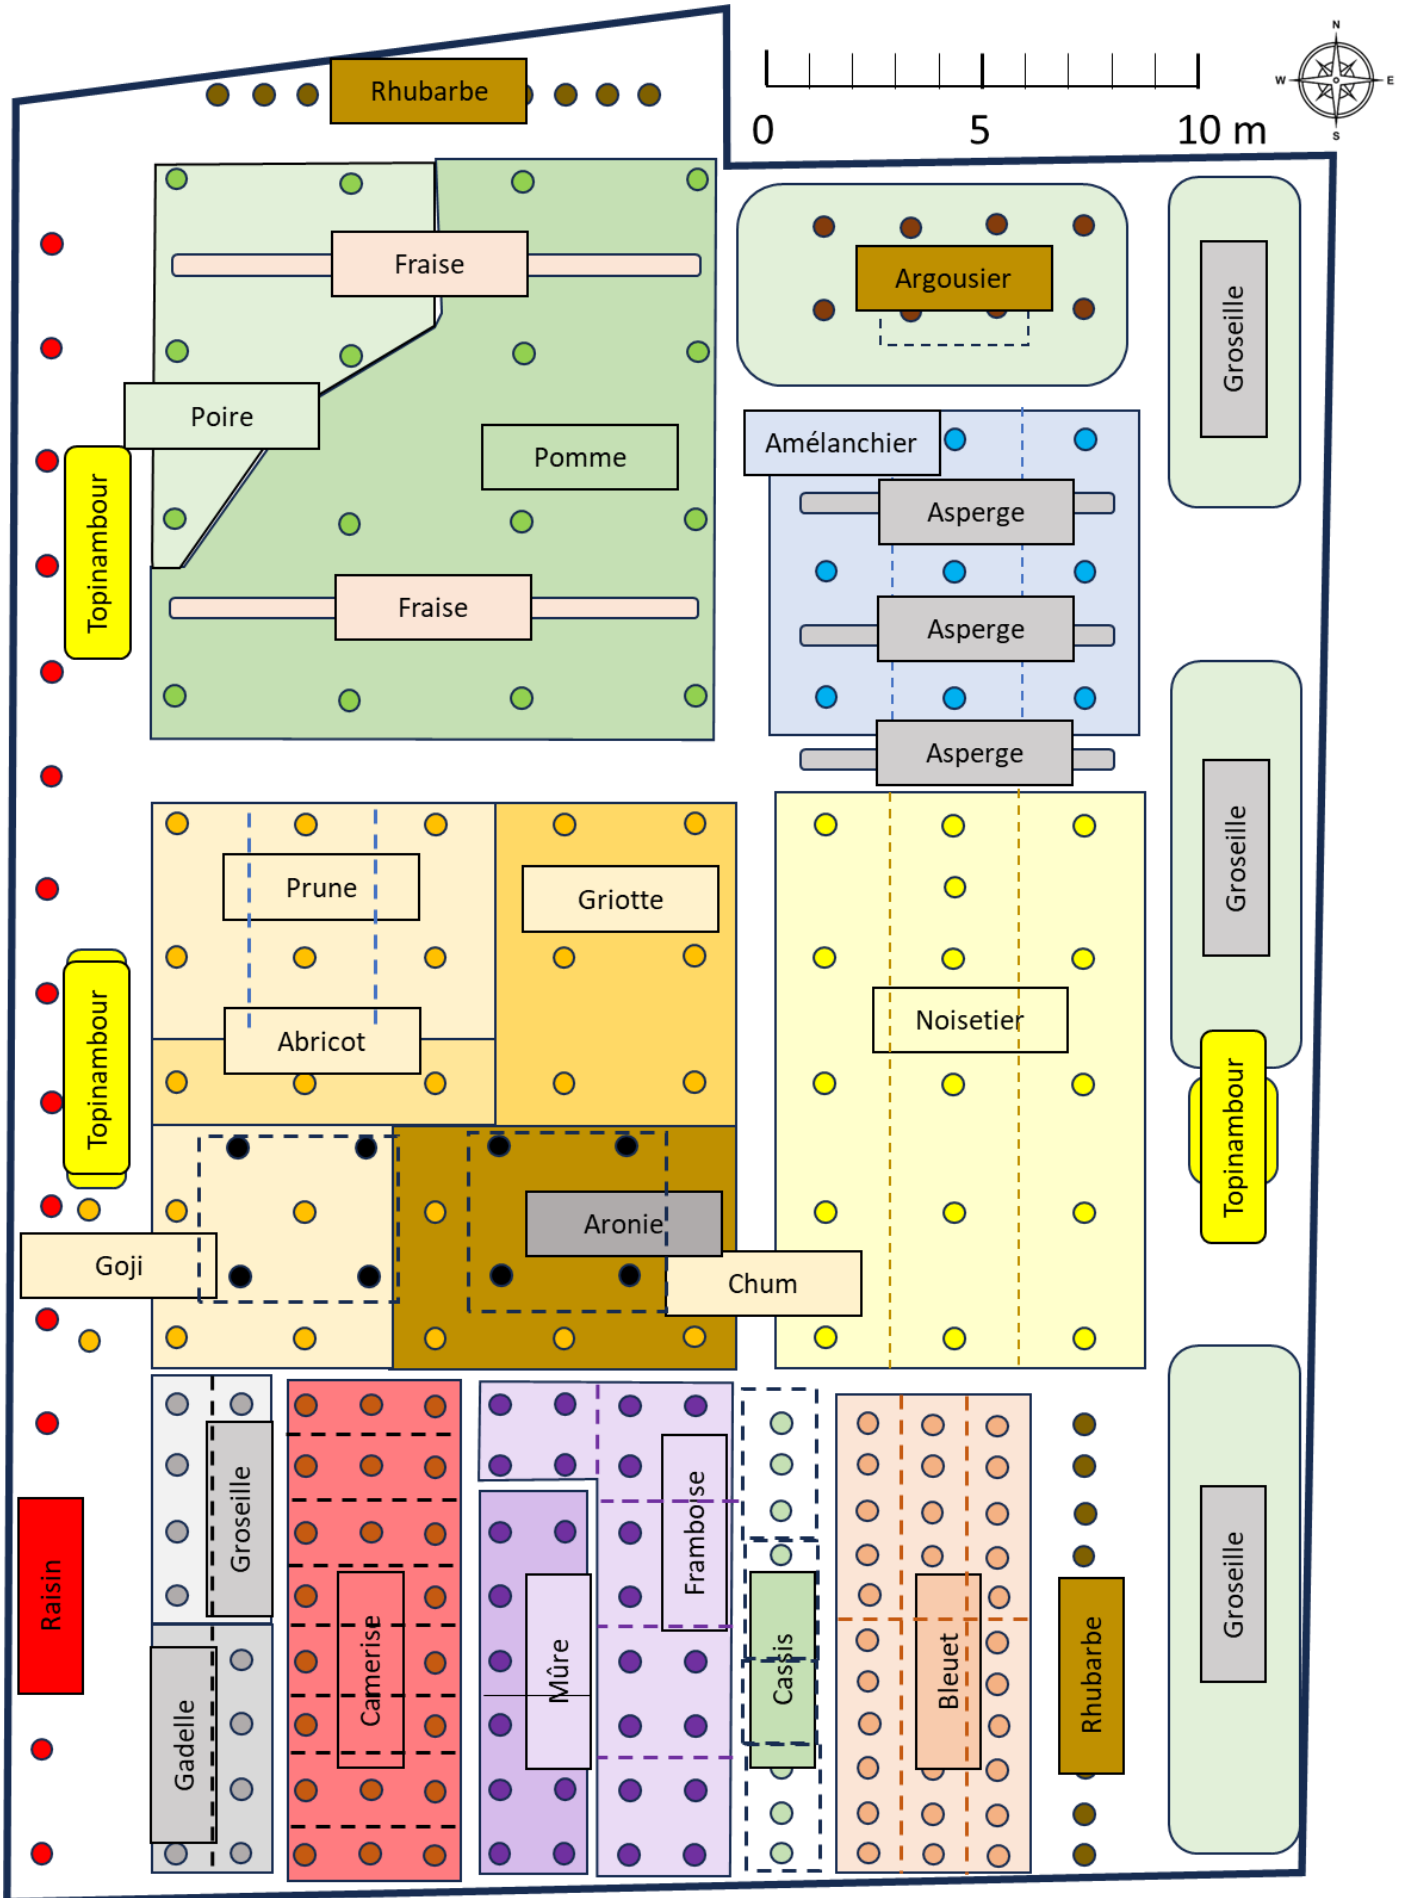 N
W E
S
0 5 10 m
Rhubarbe
Fraise
Argousier
Groseille
Poire
Amélanchier
Pomme
Asperge
Topinambour
Fraise
Asperge
Asperge
Prune
Griotte
Groseille
Noisetier
Abricot
Topinambour
Topinambour
Aronie
Goji
Chum
Groseille
Framboise
Raisin
Camerise
Mûre
Cassis
Bleuet
Rhubarbe
Groseille
Gadelle